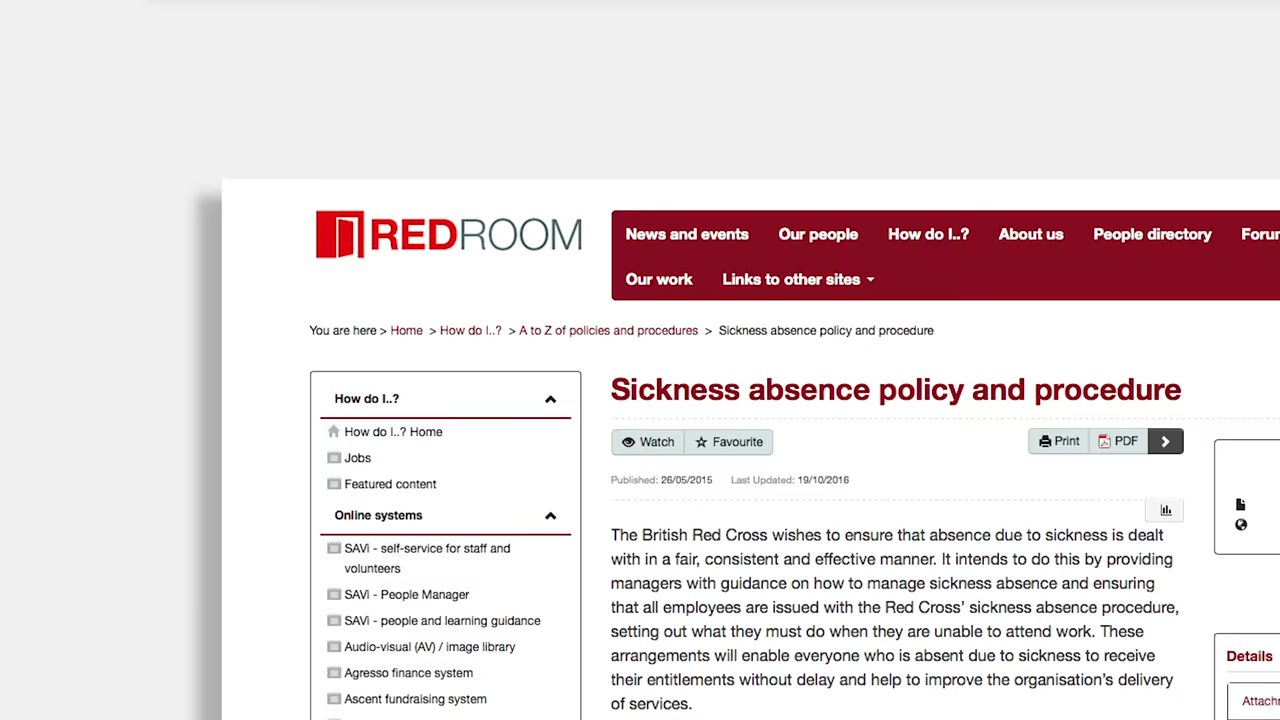 REDROOM
News and events Our people How do I..? About us People directory
Our work Links to other sites
You are here > Home > How do I..? > A to Z of policies and procedures > Sickness absence policy and procedure
How do I..?
How do I..? Home
Jobs
Featured content
Online systems
SAVi - self-service for staff and
volunteers
SAVi - People Manager
SAVi - people and learning guidance
Audio-visual (AV) / image library
Agresso finance system
Ascent fundraising system
Sickness absence policy and procedure
Watch Favourite
Print PDF
Published: 26/05/2015 Last Updated: 19/10/2016
The British Red Cross wishes to ensure that absence due to sickness is dealt
with in a fair, consistent and effective manner. It intends to do this by providing
managers with guidance on how to manage sickness absence and ensuring
that all employees are issued with the Red Cross’ sickness absence procedure,
setting out what they must do when they are unable to attend work. These
arrangements will enable everyone who is absent due to sickness to receive
their entitlements without delay and help to improve the organisation’s delivery
of services.
Details